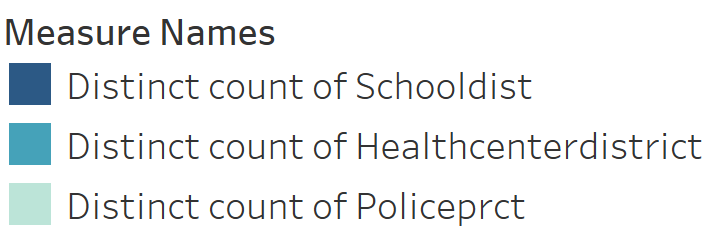 Measure Names
Distinct count of Schooldist
Distinct count of Healthcenterdistrict
Distinct count of Policeprct